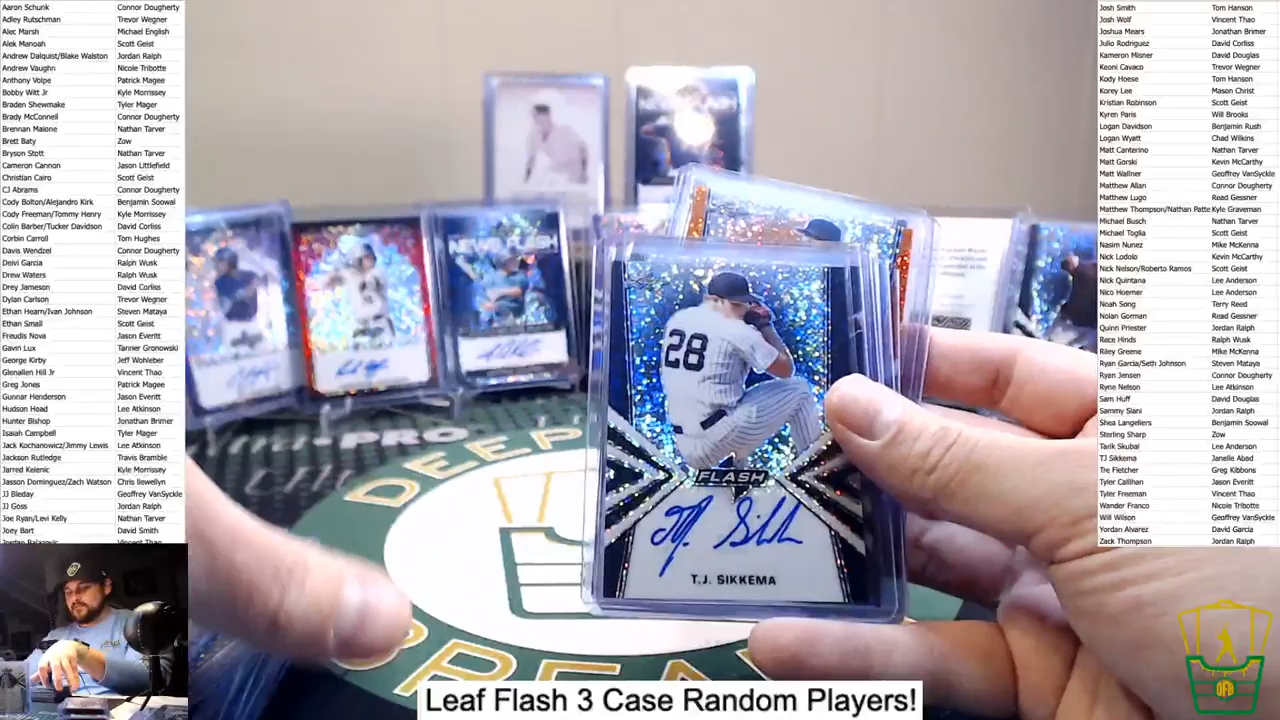 Aaron Schunk Connor Dougherty
Adley Rutschman Trevor Wegner
Alec Marsh Michael English
Alek Manoah Scott Geist
Andrew Dalquist/Blake Walston Jordan Ralph
Andrew Vaughn Nicole Tribotte
Anthony Volpe Patrick Magee
Bobby Witt Jr Kyle Morrissey
Braden Shewmake Tyler Mager
Brady McConnell Connor Dougherty
Brennan Malone Nathan Tarver
Brett Baty Zow
Bryson Stott Nathan Tarver
Cameron Cannon Jason Littlefield
Christian Cairo Scott Geist
CJ Abrams Connor Dougherty
Cody Bolton/Alejandro Kirk Benjamin Soowal
Cody Freeman/Tommy Henry Kyle Morrissey
Colin Barber/Tucker Davidson David Corliss
Corbin Carroll Tom Hughes
Davis Wendzel Connor Dougherty
Deivi Garcia Ralph Wusk
Drew Waters Ralph Wusk
Drey Jameson David Corliss
Dylan Carlson Trevor Wegner
Ethan Hearn/Ivan Johnson Steven Mataya
Ethan Small Scott Geist
Freudis Nova Jason Everitt
Gavin Lux Tanner Gronowski
George Kirby Jeff Wohleber
Glenallen Hill Jr Vincent Thao
Greg Jones Patrick Magee
Gunnar Henderson Jason Everitt
Hudson Head Lee Atkinson
Hunter Bishop Jonathan Brimer
Isaiah Campbell Tyler Mager
Jack Kochanowicz/Jimmy Lewis Lee Atkinson
Jackson Rutledge Travis Bramble
Jarred Kelenic Kyle Morrissey
Jasson Dominguez/Zach Watson Chris llewellyn
JJ Bleday Geoffrey VanSyckle
JJ Goss Jordan Ralph
Joe Ryan/Levi Kelly Nathan Tarver
Joey Bart David Smith
Jordan Balazovic Vincent Thao
Josh Smith Tom Hanson
Josh Wolf Vincent Thao
Joshua Mears Jonathan Brimer
Julio Rodriguez David Corliss
Kameron Misner David Douglas
Keoni Cavaco Trevor Wegner
Kody Hoese Tom Hanson
Korey Lee Mason Christ
Kristian Robinson Scott Geist
Kyren Paris Will Brooks
Logan Davidson Benjamin Rush
Logan Wyatt Chad Wilkins
Matt Canterino Nathan Tarver
Matt Gorski Kevin McCarthy
Matt Wallner Geoffrey VanSyckle
Matthew Allan Connor Dougherty
Matthew Lugo Read Gessner
Matthew Thompson/Nathan Patte Kyle Graveman
Michael Busch Nathan Tarver
Michael Toglia Scott Geist
Nasim Nunez Mike McKenna
Nick Lodolo Kevin McCarthy
Nick Nelson/Roberto Ramos Scott Geist
Nick Quintana Lee Anderson
Nico Hoerner Lee Anderson
Noah Song Terry Reed
Nolan Gorman Read Gessner
Quinn Priester Jordan Ralph
Rece Hinds Ralph Wusk
Riley Greene Mike McKenna
Ryan Garcia/Seth Johnson Steven Mataya
Ryan Jensen Connor Dougherty
Ryne Nelson Lee Atkinson
Sam Huff David Douglas
Sammy Siani Jordan Ralph
Shea Langeliers Benjamin Soowal
Sterling Sharp Zow
Tarik Skubal Lee Anderson
TJ Sikkema Janelle Abad
Tre Fletcher Greg Kibbons
Tyler Callihan Jason Everitt
Tyler Freeman Vincent Thao
Wander Franco Nicole Tribotte
Will Wilson Geoffrey VanSyckle
Yordan Alvarez David Garcia
Zack Thompson Jordan Ralph
28
FLASH
T.J. Sikkema
T.J. SIKKEMA
BREA
OFB
Leaf Flash 3 Case Random Players!